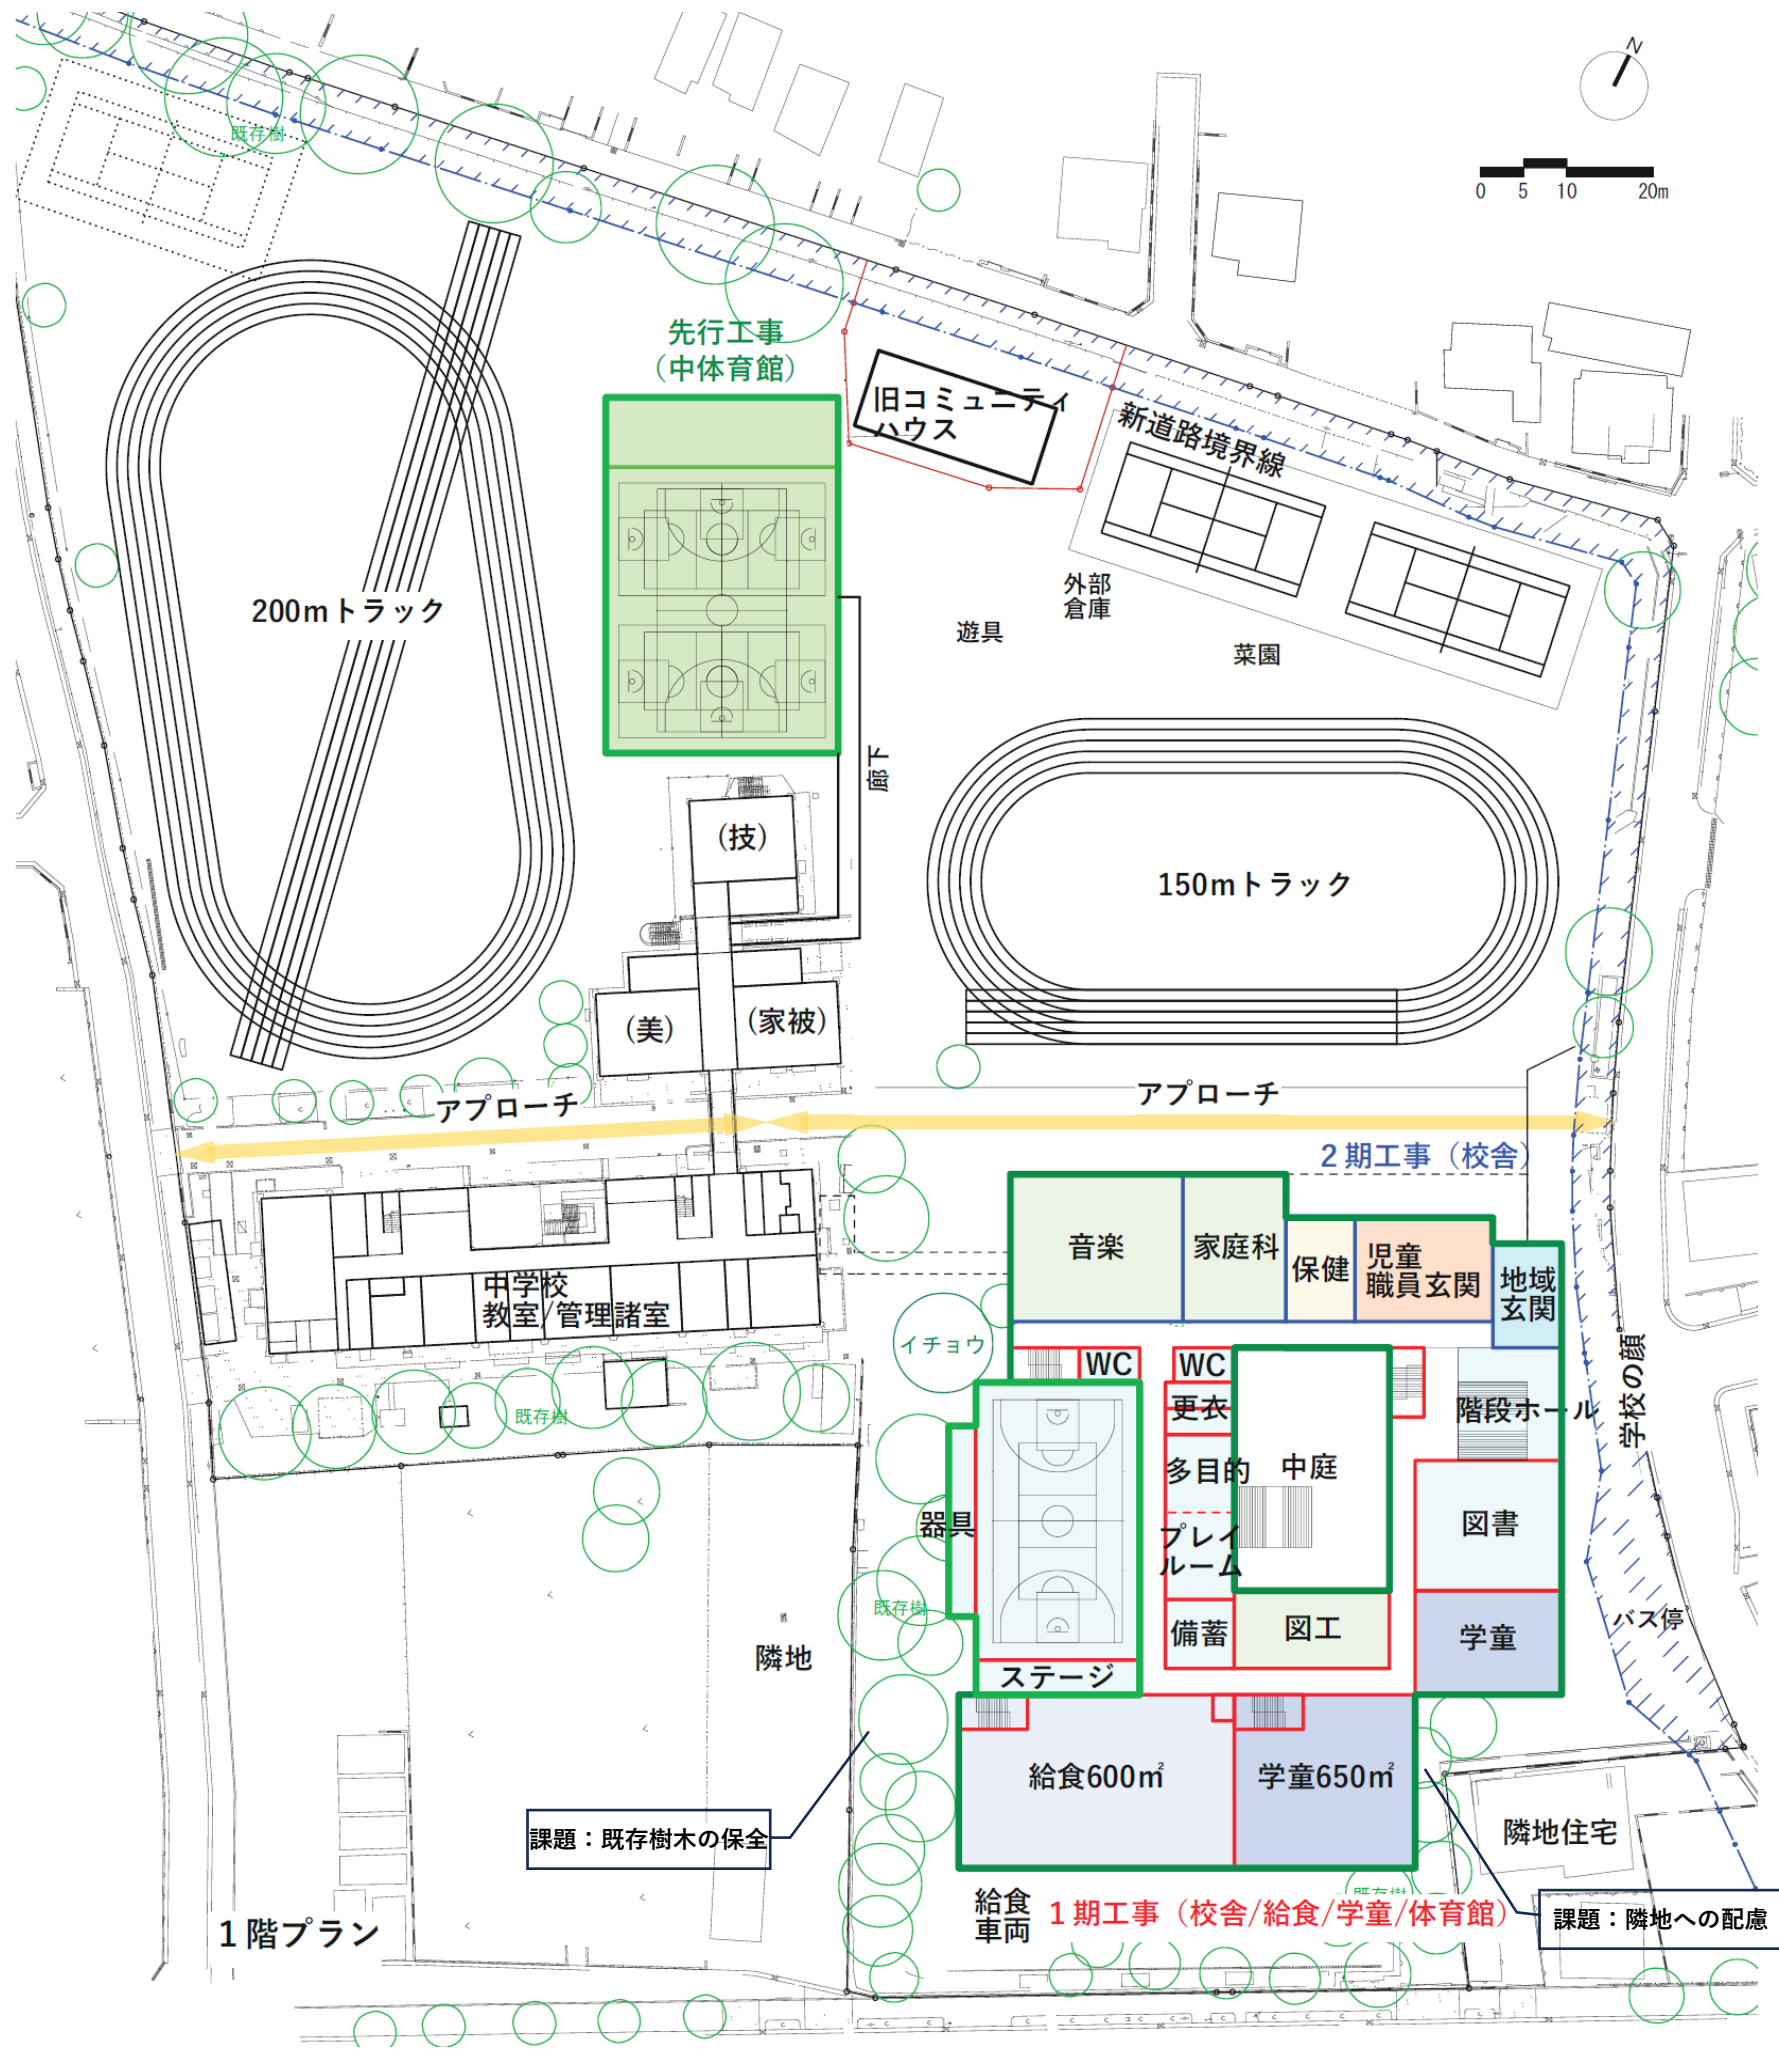 N
0 5 10 20m
既存樹
先行工事
（中体育館）
旧コミュニティ
ハウス
新道路境界線
外部
倉庫
遊具
菜園
200mトラック
廊下
（技）
150mトラック
（美）
（家被）
アプローチ
アプローチ
２期工事（校舎）
音楽
家庭科
保健
児童
職員玄関
地域
玄関
中学校
教室/管理諸室
イチョウ
WC
WC
更衣
階段ホール
学校の顔
既存樹
多目的
中庭
器具
プレイ
ルーム
図書
既存樹
備蓄
図工
学童
バス停
隣地
ステージ
給食600㎡
学童650㎡
課題：既存樹木の保全
隣地住宅
既存樹
給食
車両
１期工事（校舎/給食/学童/体育館）
課題：隣地への配慮
１階プラン